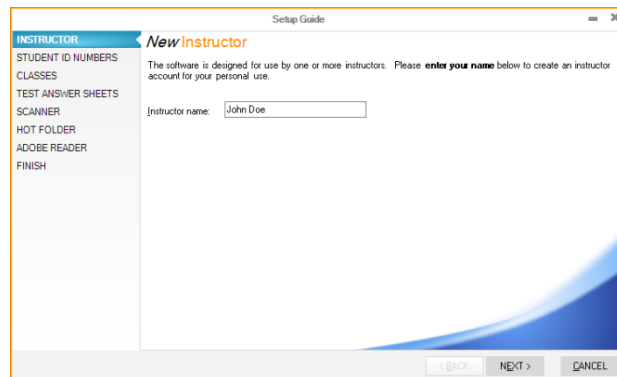 Setup Guide
INSTRUCTOR
STUDENT ID NUMBERS
CLASSES
TEST ANSWER SHEETS
SCANNER
HOT FOLDER
ADOBE READER
FINISH
New Instructor
The software is designed for use by one or more instructors. Please enter your name below to create an instructor
account for your personal use.
Instructor name: John Doe
< BACK NEXT > CANCEL